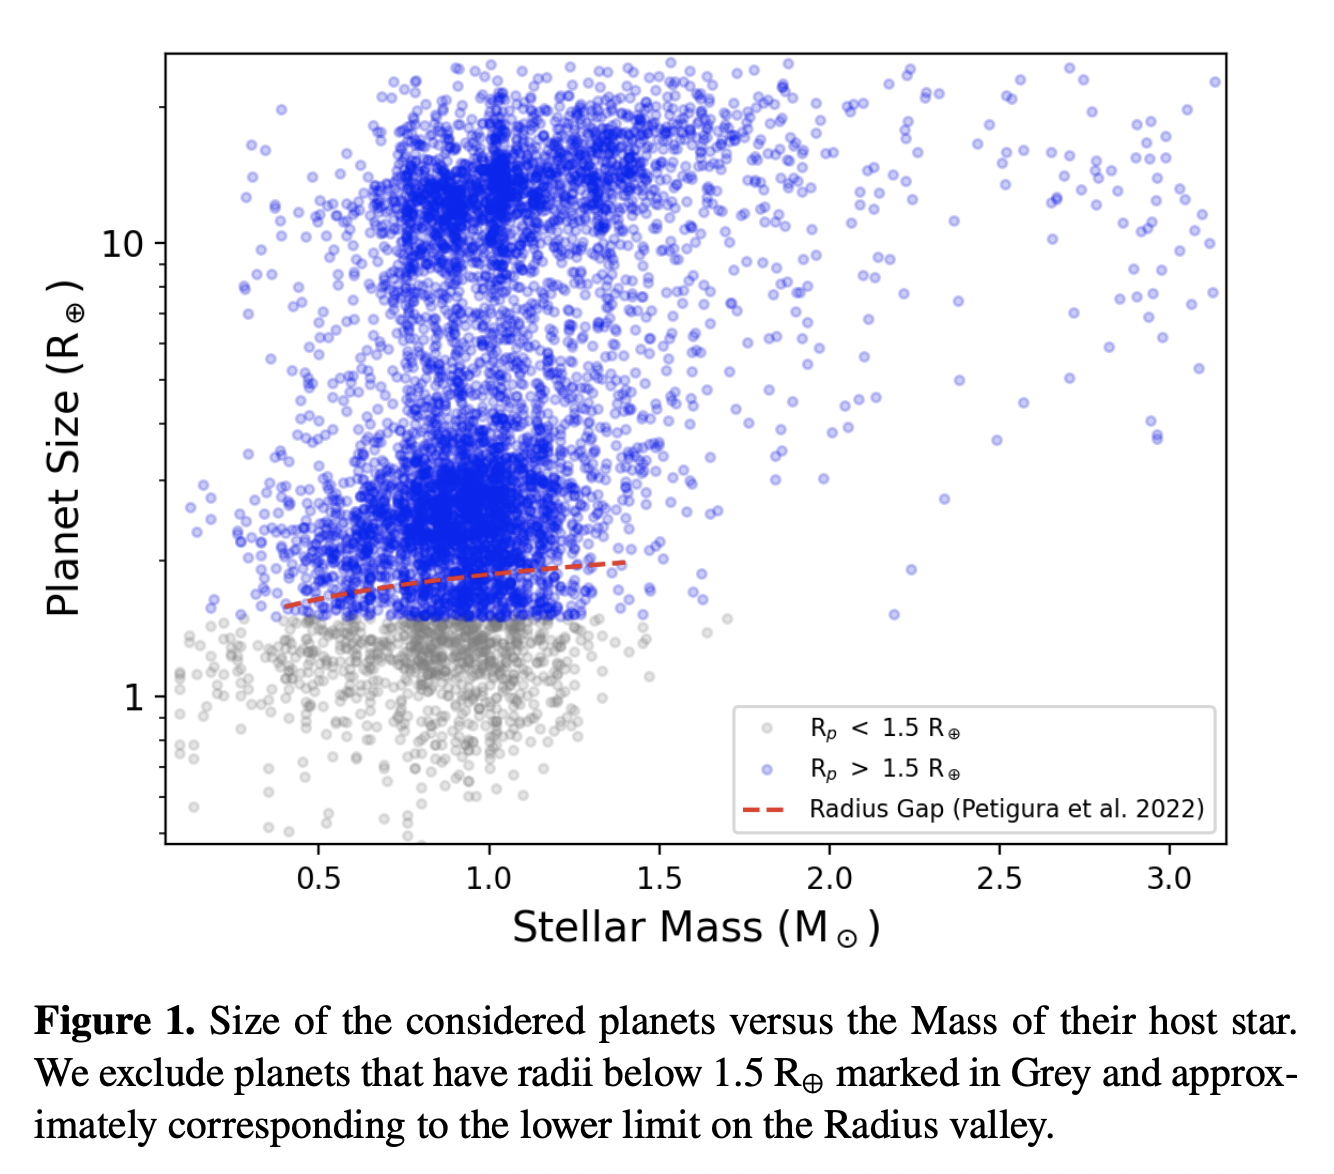 Planet Size (R⊕)
10
1
0.5 1.0 1.5 2.0 2.5 3.0
Stellar Mass (M⊙)
Rp < 1.5 R⊕
Rp > 1.5 R⊕
Radius Gap (Petigura et al. 2022)
Figure 1. Size of the considered planets versus the Mass of their host star.
We exclude planets that have radii below 1.5 R⊕ marked in Grey and approx-
imately corresponding to the lower limit on the Radius valley.